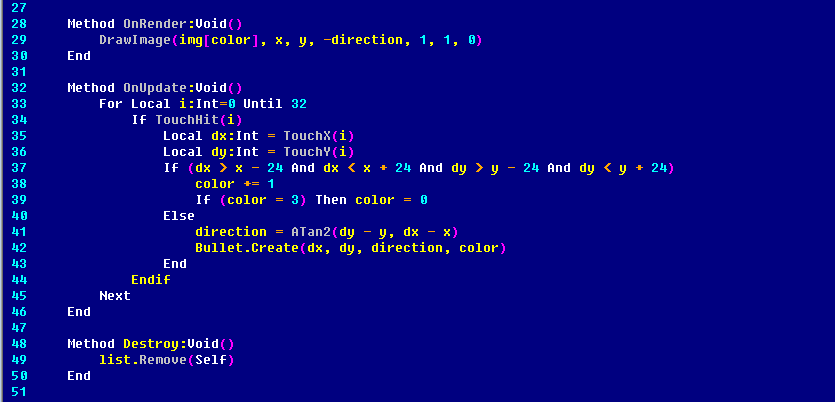 27
28 Method OnRender:Void()
29 DrawImage(img[color], x, y, -direction, 1, 1, 0)
30 End
31
32 Method OnUpdate:Void()
33 For Local i:Int=0 Until 32
34 If TouchHit(i)
35 Local dx:Int = TouchX(i)
36 Local dy:Int = TouchY(i)
37 If (dx > x - 24 And dx < x + 24 And dy > y - 24 And dy < y + 24)
38 color += 1
39 If (color = 3) Then color = 0
40 Else
41 direction = ATan2(dy - y, dx - x)
42 Bullet.Create(dx, dy, direction, color)
43 End
44 Endif
45 Next
46 End
47
48 Method Destroy:Void()
49 list.Remove(Self)
50 End
51